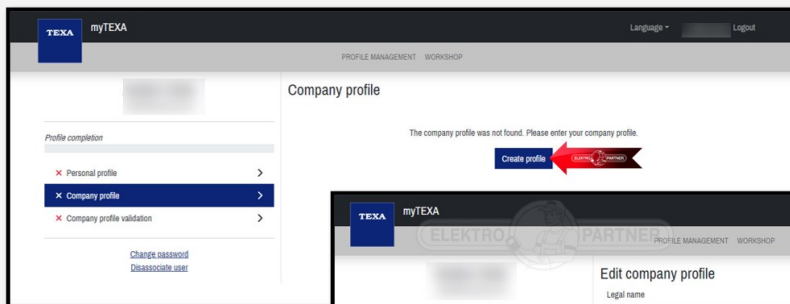 TEXA myTEXA Language Logout
PROFILE MANAGEMENT WORKSHOP
Company profile
Profile completion
The company profile was not found. Please enter your company profile.
Create profile
ELEKTRO PARTNER
× Personal profile
× Company profile
× Company profile validation
Change password
Disassociate user
TEXA myTEXA
ELEKTRO PARTNER
PROFILE MANAGEMENT WORKSHOP
Edit company profile
Legal name